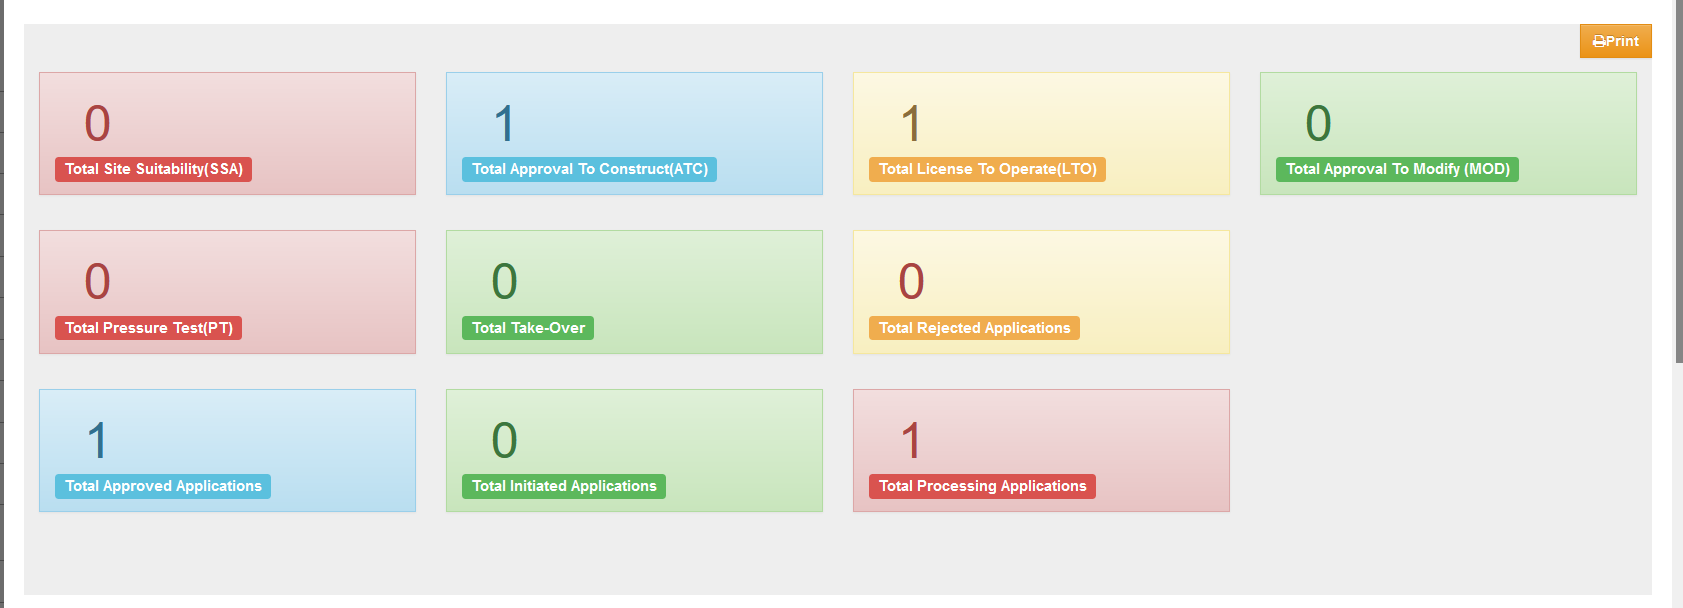 Print
0
Total Site Suitability(SSA)
1
Total Approval To Construct(ATC)
1
Total License To Operate(LTO)
0
Total Approval To Modify (MOD)
0
Total Pressure Test(PT)
0
Total Take-Over
0
Total Rejected Applications
1
Total Approved Applications
0
Total Initiated Applications
1
Total Processing Applications